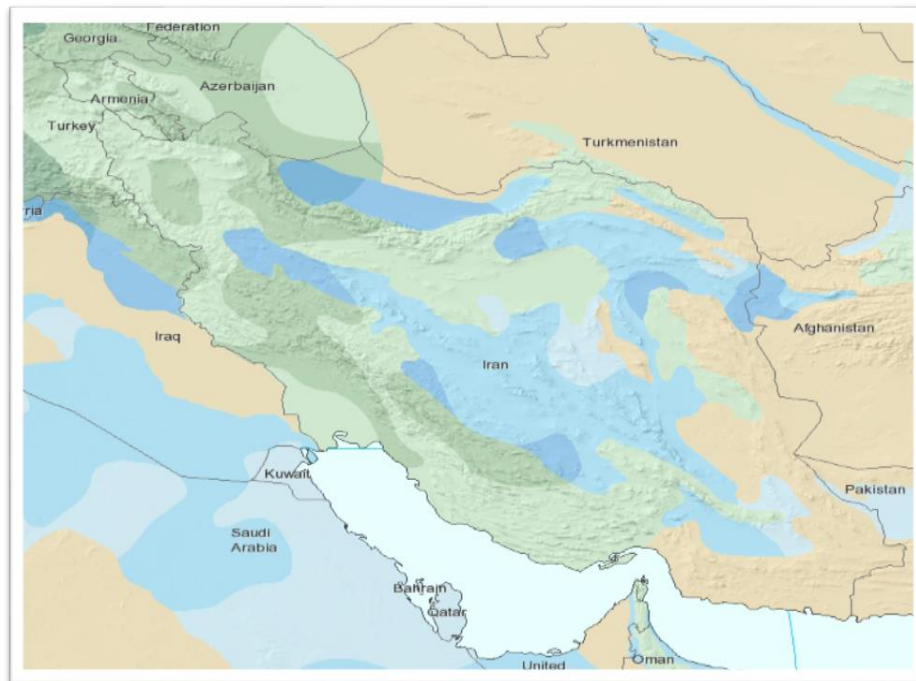 Federation
Georgia
Azerbaijan
Armenia
Turkey
Turkmenistan
ria
Iraq
Afghanistan
Iran
Kuwait
Pakistan
Saudi
Arabia
Bahrain
Qatar
United
Oman